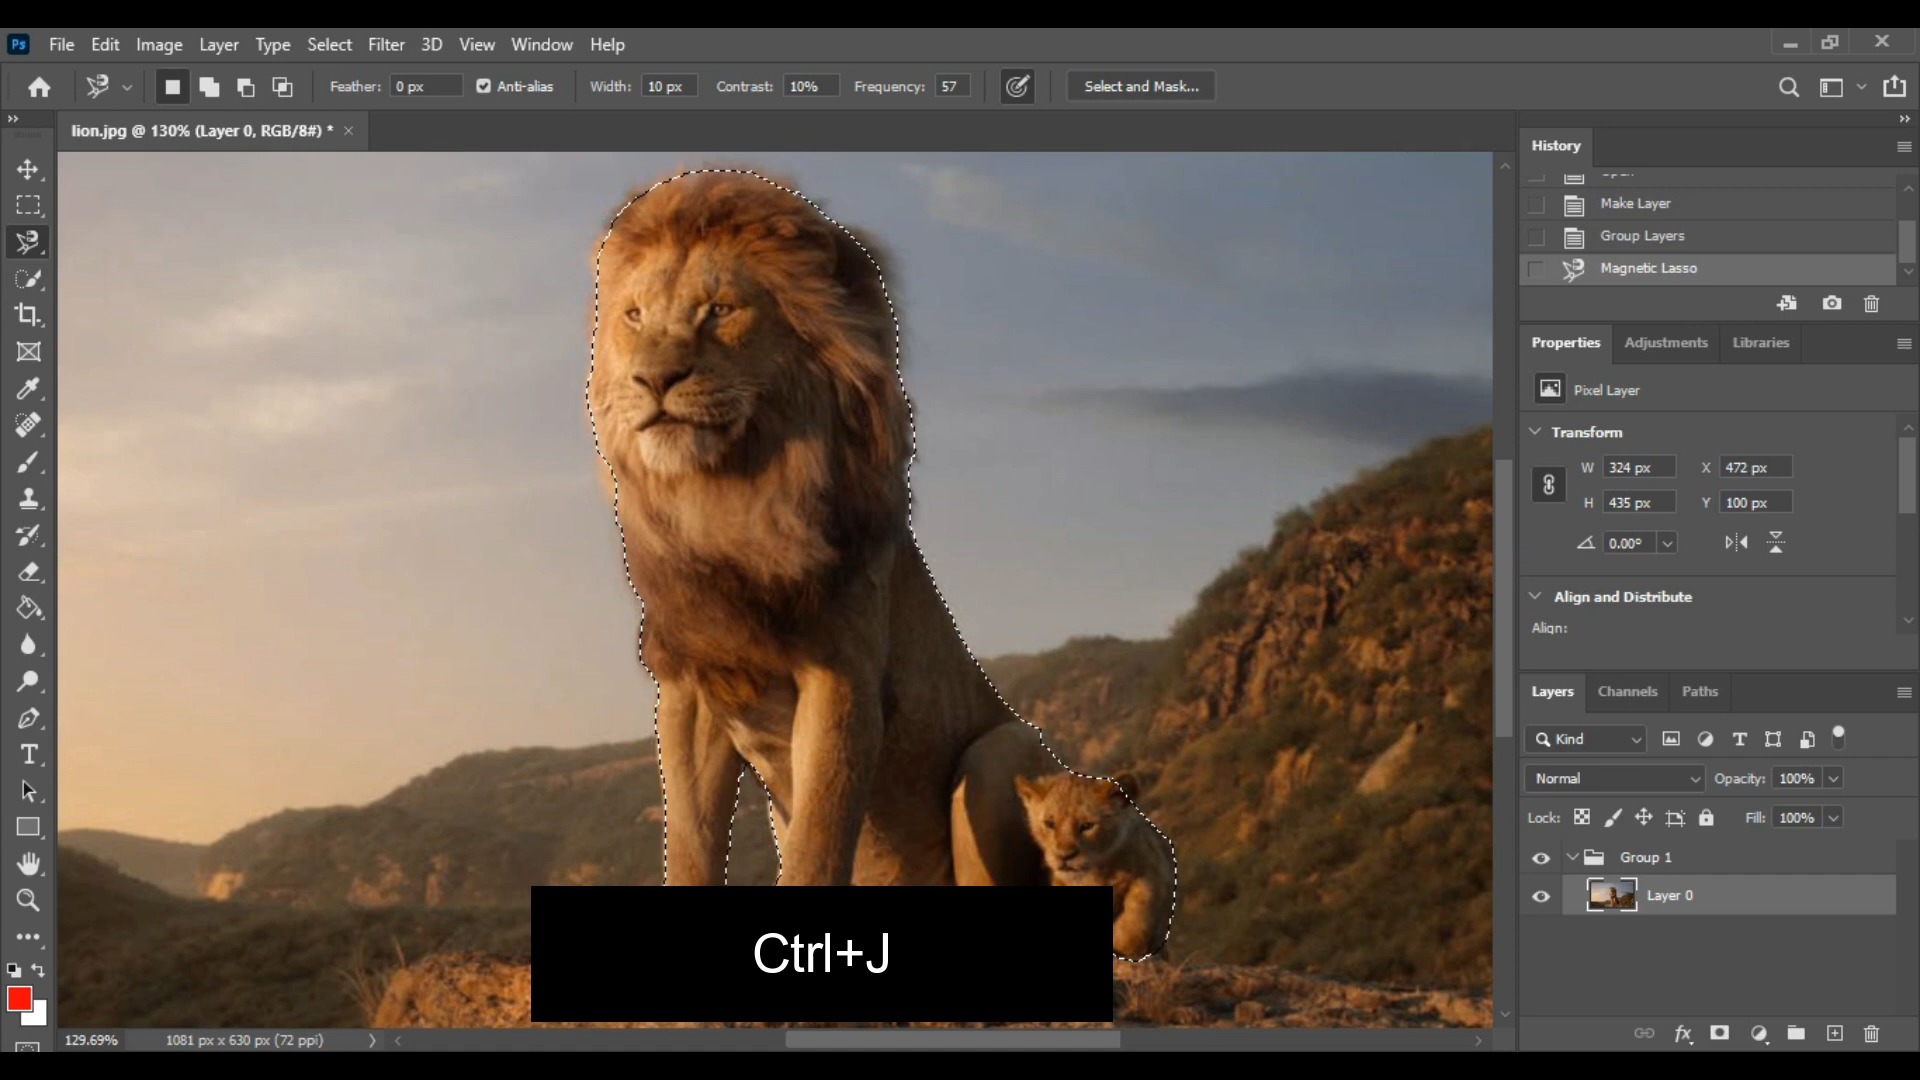 Ps File Edit Image Layer Type Select Filter 3D View Window Help
Feather: 0 px Anti-alias Width: 10 px Contrast: 10% Frequency: 57 Select and Mask...
lion.jpg @ 130% (Layer 0, RGB/8#) *
History
Make Layer
Group Layers
Magnetic Lasso
Properties Adjustments Libraries
Pixel Layer
Transform
W 324 px X 472 px
H 435 px Y 100 px
0.00°
Align and Distribute
Align:
Layers Channels Paths
Kind
Normal Opacity: 100%
Lock: Fill: 100%
Group 1
Layer 0
Ctrl+J
129.69% 1081 px x 630 px (72 ppi)